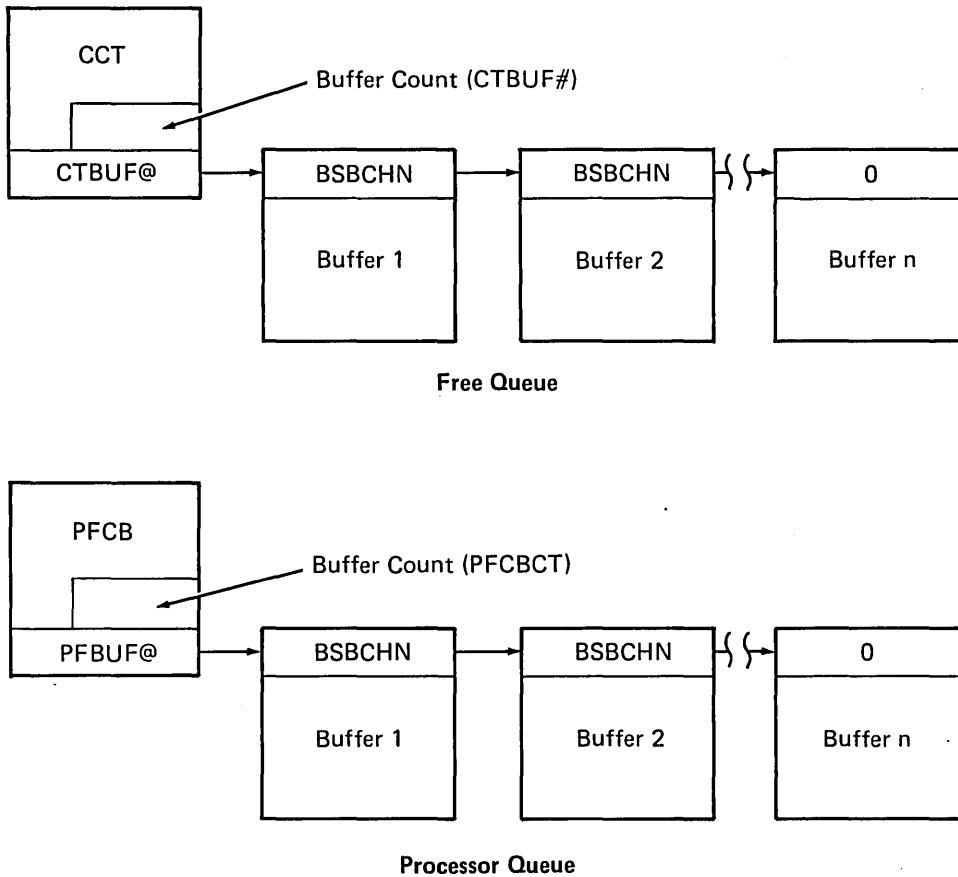 CCT
Buffer Count (CTBUF#)
CTBUF@
BSBCHN
BSBCHN
0
Buffer 1
Buffer 2
Buffer n
Free Queue
PFCB
Buffer Count (PFCBCT)
PFBUF@
BSBCHN
BSBCHN
0
Buffer 1
Buffer 2
Buffer n
Processor Queue